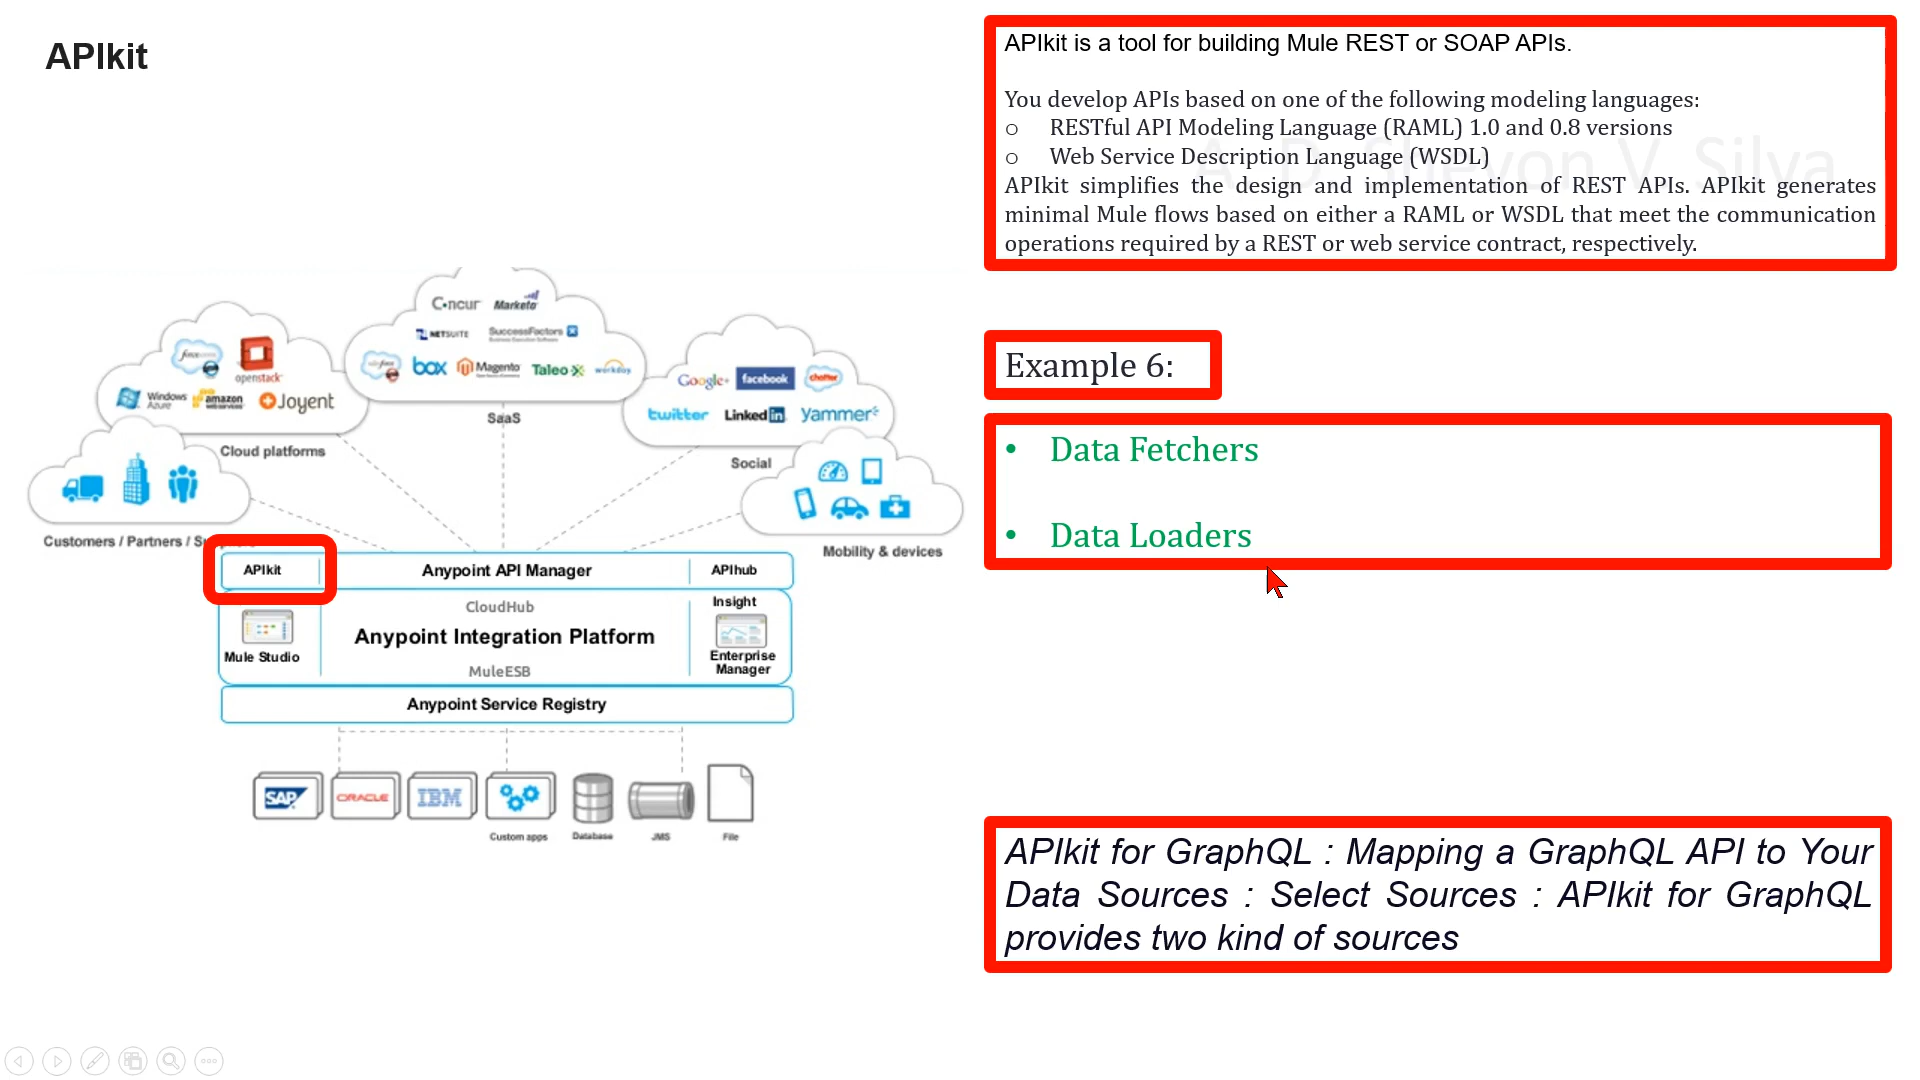 APIkit
APIkit is a tool for building Mule REST or SOAP APIs.
You develop APIs based on one of the following modeling languages:
o RESTful API Modeling Language (RAML) 1.0 and 0.8 versions
o Web Service Description Language (WSDL)
APIkit simplifies the design and implementation of REST APIs. APIkit generates
minimal Mule flows based on either a RAML or WSDL that meet the communication
operations required by a REST or web service contract, respectively.
Example 6:
• Data Fetchers
• Data Loaders
APIkit for GraphQL : Mapping a GraphQL API to Your
Data Sources : Select Sources : APIkit for GraphQL
provides two kind of sources
C•ncur Marketo
NETSUITE SuccessFactors
box Magento Taleo workday
SaaS
force
openstack
Windows Azure amazon webservices Joyent
Cloud platforms
Google+ facebook chatter
twitter LinkedIn yammer
Social
Customers / Partners /
Mobility & devices
APIkit Anypoint API Manager APIhub
CloudHub
Insight
Anypoint Integration Platform
Mule Studio
MuleESB
Enterprise
Manager
Anypoint Service Registry
SAP ORACLE IBM
Custom apps Database JMS File